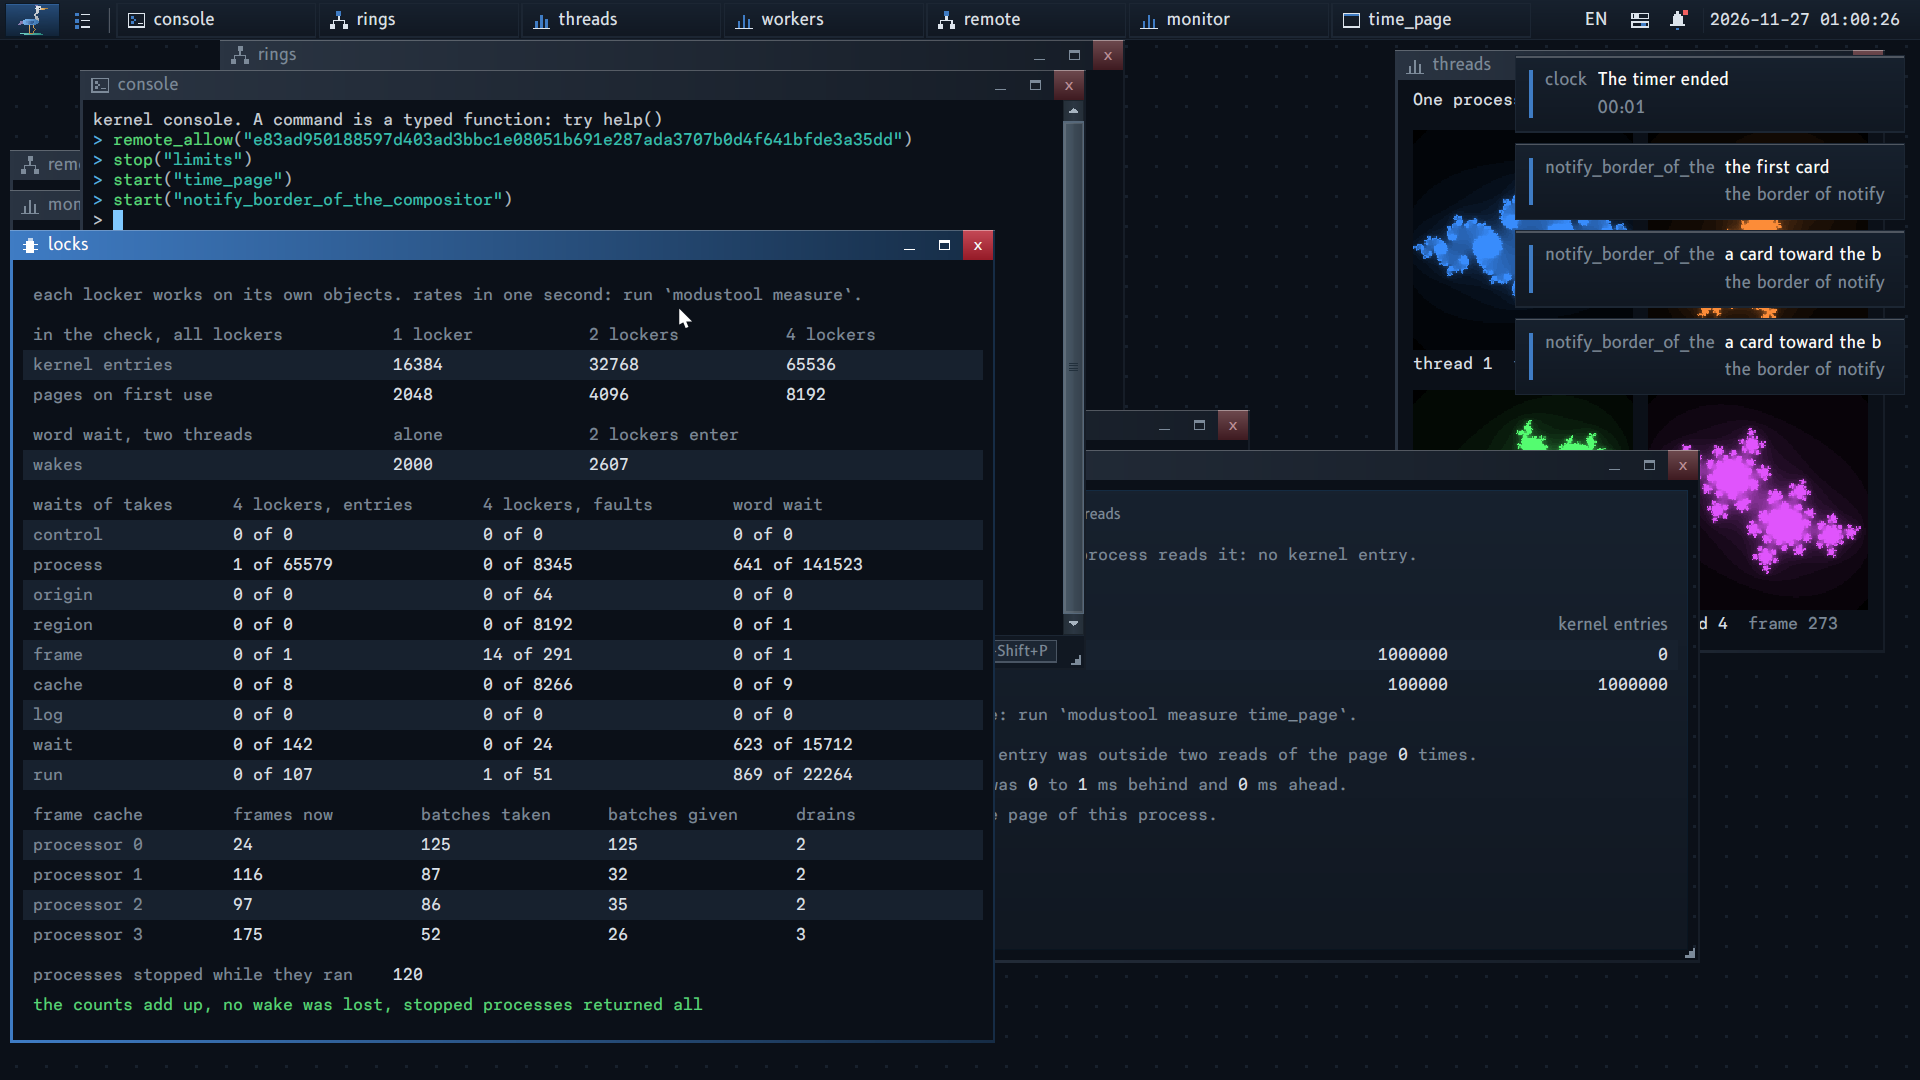 console rings threads workers remote monitor time_page EN 2026-11-27 01:00:26
rings
console
kernel console. A command is a typed function: try help()
> remote_allow("e83ad950188597d403ad3bbc1e08051b691e287ada3707b0d4f641bfde3a35dd")
> stop("limits")
> start("time_page")
> start("notify_border_of_the_compositor")
>
rem
mon
threads
One proces
clock The timer ended
00:01
notify_border_of_the the first card
the border of notify
notify_border_of_the a card toward the b
the border of notify
notify_border_of_the a card toward the b
the border of notify
thread 1
d 4 frame 273
locks
each locker works on its own objects. rates in one second: run `modustool measure`.
in the check, all lockers 1 locker 2 lockers 4 lockers
kernel entries 16384 32768 65536
pages on first use 2048 4096 8192
word wait, two threads alone 2 lockers enter
wakes 2000 2607
waits of takes 4 lockers, entries 4 lockers, faults word wait
control 0 of 0 0 of 0 0 of 0
process 1 of 65579 0 of 8345 641 of 141523
origin 0 of 0 0 of 64 0 of 0
region 0 of 0 0 of 8192 0 of 1
frame 0 of 1 14 of 291 0 of 1
cache 0 of 8 0 of 8266 0 of 9
log 0 of 0 0 of 0 0 of 0
wait 0 of 142 0 of 24 623 of 15712
run 0 of 107 1 of 51 869 of 22264
frame cache frames now batches taken batches given drains
processor 0 24 125 125 2
processor 1 116 87 32 2
processor 2 97 86 35 2
processor 3 175 52 26 3
processes stopped while they ran 120
the counts add up, no wake was lost, stopped processes returned all
Shift+P
reads
process reads it: no kernel entry.
kernel entries
1000000 0
100000 1000000
: run `modustool measure time_page`.
entry was outside two reads of the page 0 times.
was 0 to 1 ms behind and 0 ms ahead.
page of this process.